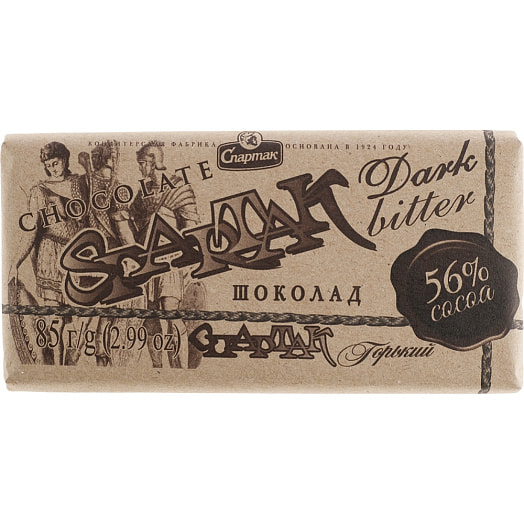 КОНДИТЕРСКАЯ ФАБРИКА ОСНОВАНА В 1924 ГОДУ
Спартак
CHOCOLATE
Dark
bitter
SPARTAK
ШОКОЛАД
56%
cocoa
85 г/g (2.99 oz)
СПАРТАК
Горький